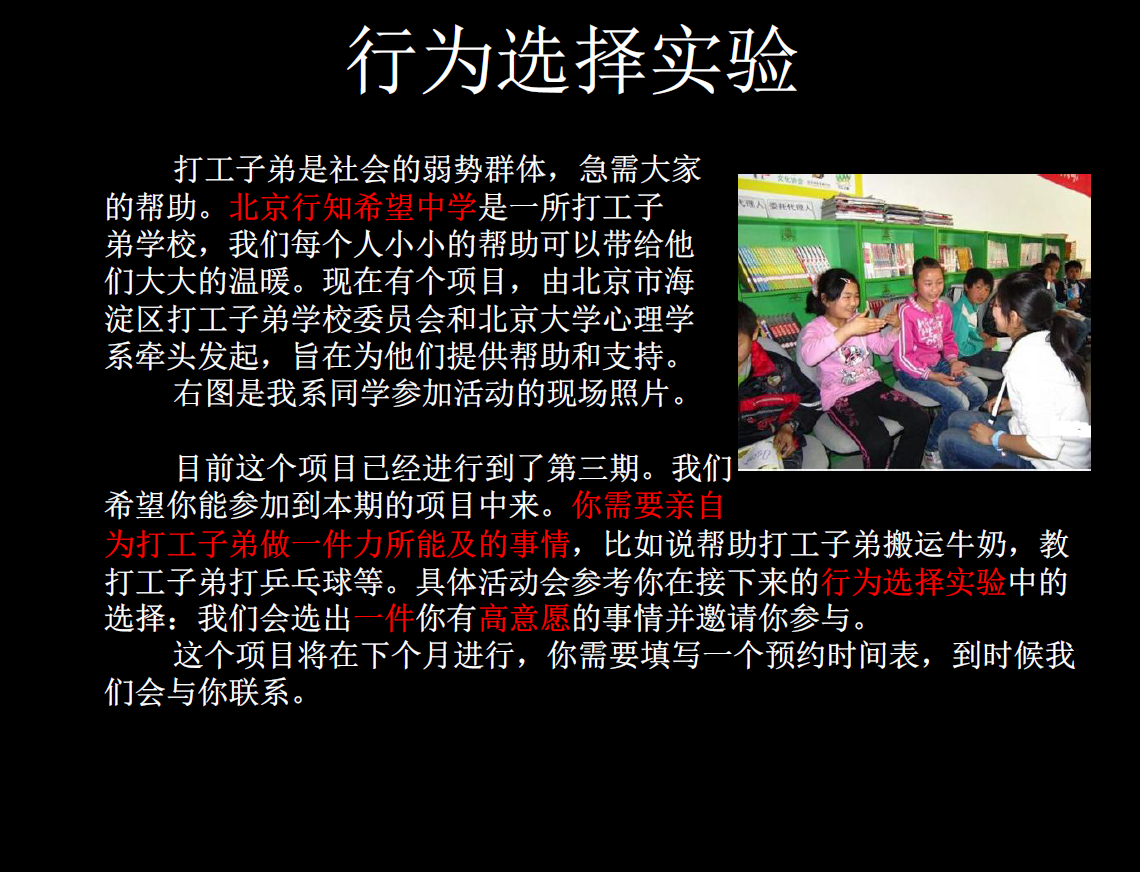 行为选择实验
打工子弟是社会的弱势群体，急需大家
的帮助。北京行知希望中学是一所打工子
弟学校，我们每个人小小的帮助可以带给他
们大大的温暖。现在有个项目，由北京市海
淀区打工子弟学校委员会和北京大学心理学
系牵头发起，旨在为他们提供帮助和支持。
右图是我系同学参加活动的现场照片。
文化协会
代理人
委托代理人
目前这个项目已经进行到了第三期。我们
希望你能参加到本期的项目中来。你需要亲自
为打工子弟做一件力所能及的事情，比如说帮助打工子弟搬运牛奶，教
打工子弟打乒乓球等。具体活动会参考你在接下来的行为选择实验中的
选择：我们会选出一件你有高意愿的事情并邀请你参与。
这个项目将在下个月进行，你需要填写一个预约时间表，到时候我
们会与你联系。